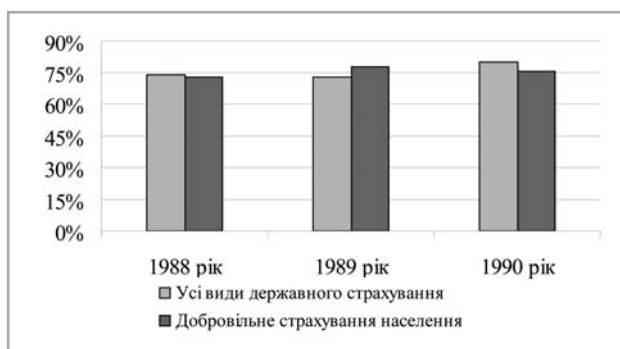 90%
75%
60%
45%
30%
15%
0%
1988 рік 1989 рік 1990 рік
Усі види державного страхування
Добровільне страхування населення